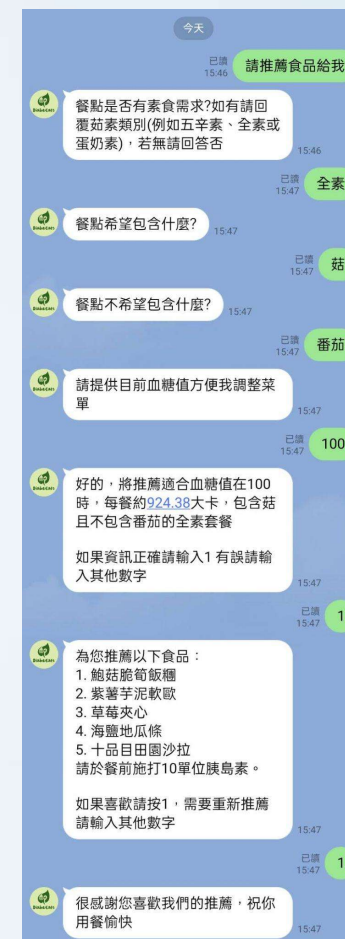 今天
已讀
15:46
請推薦食品給我
餐點是否有素食需求?如有請回
覆茹素類別(例如五辛素、全素或
蛋奶素)，若無請回答否
15:46
已讀
15:47
全素
餐點希望包含什麼?
15:47
已讀
15:47
菇
餐點不希望包含什麼?
15:47
已讀
15:47
番茄
請提供目前血糖值方便我調整菜
單
15:47
已讀
15:47
100
好的，將推薦適合血糖值在100
時，每餐約924.38大卡，包含菇
且不包含番茄的全素套餐
如果資訊正確請輸入1 有誤請輸
入其他數字
15:47
已讀
15:47
1
為您推薦以下食品：
1. 鮑菇脆筍飯糰
2. 紫薯芋泥軟歐
3. 草莓夾心
4. 海鹽地瓜條
5. 十品目田園沙拉
請於餐前施打10單位胰島素。
如果喜歡請按1，需要重新推薦
請輸入其他數字
15:47
已讀
15:47
1
很感謝您喜歡我們的推薦，祝你
用餐愉快
15:47